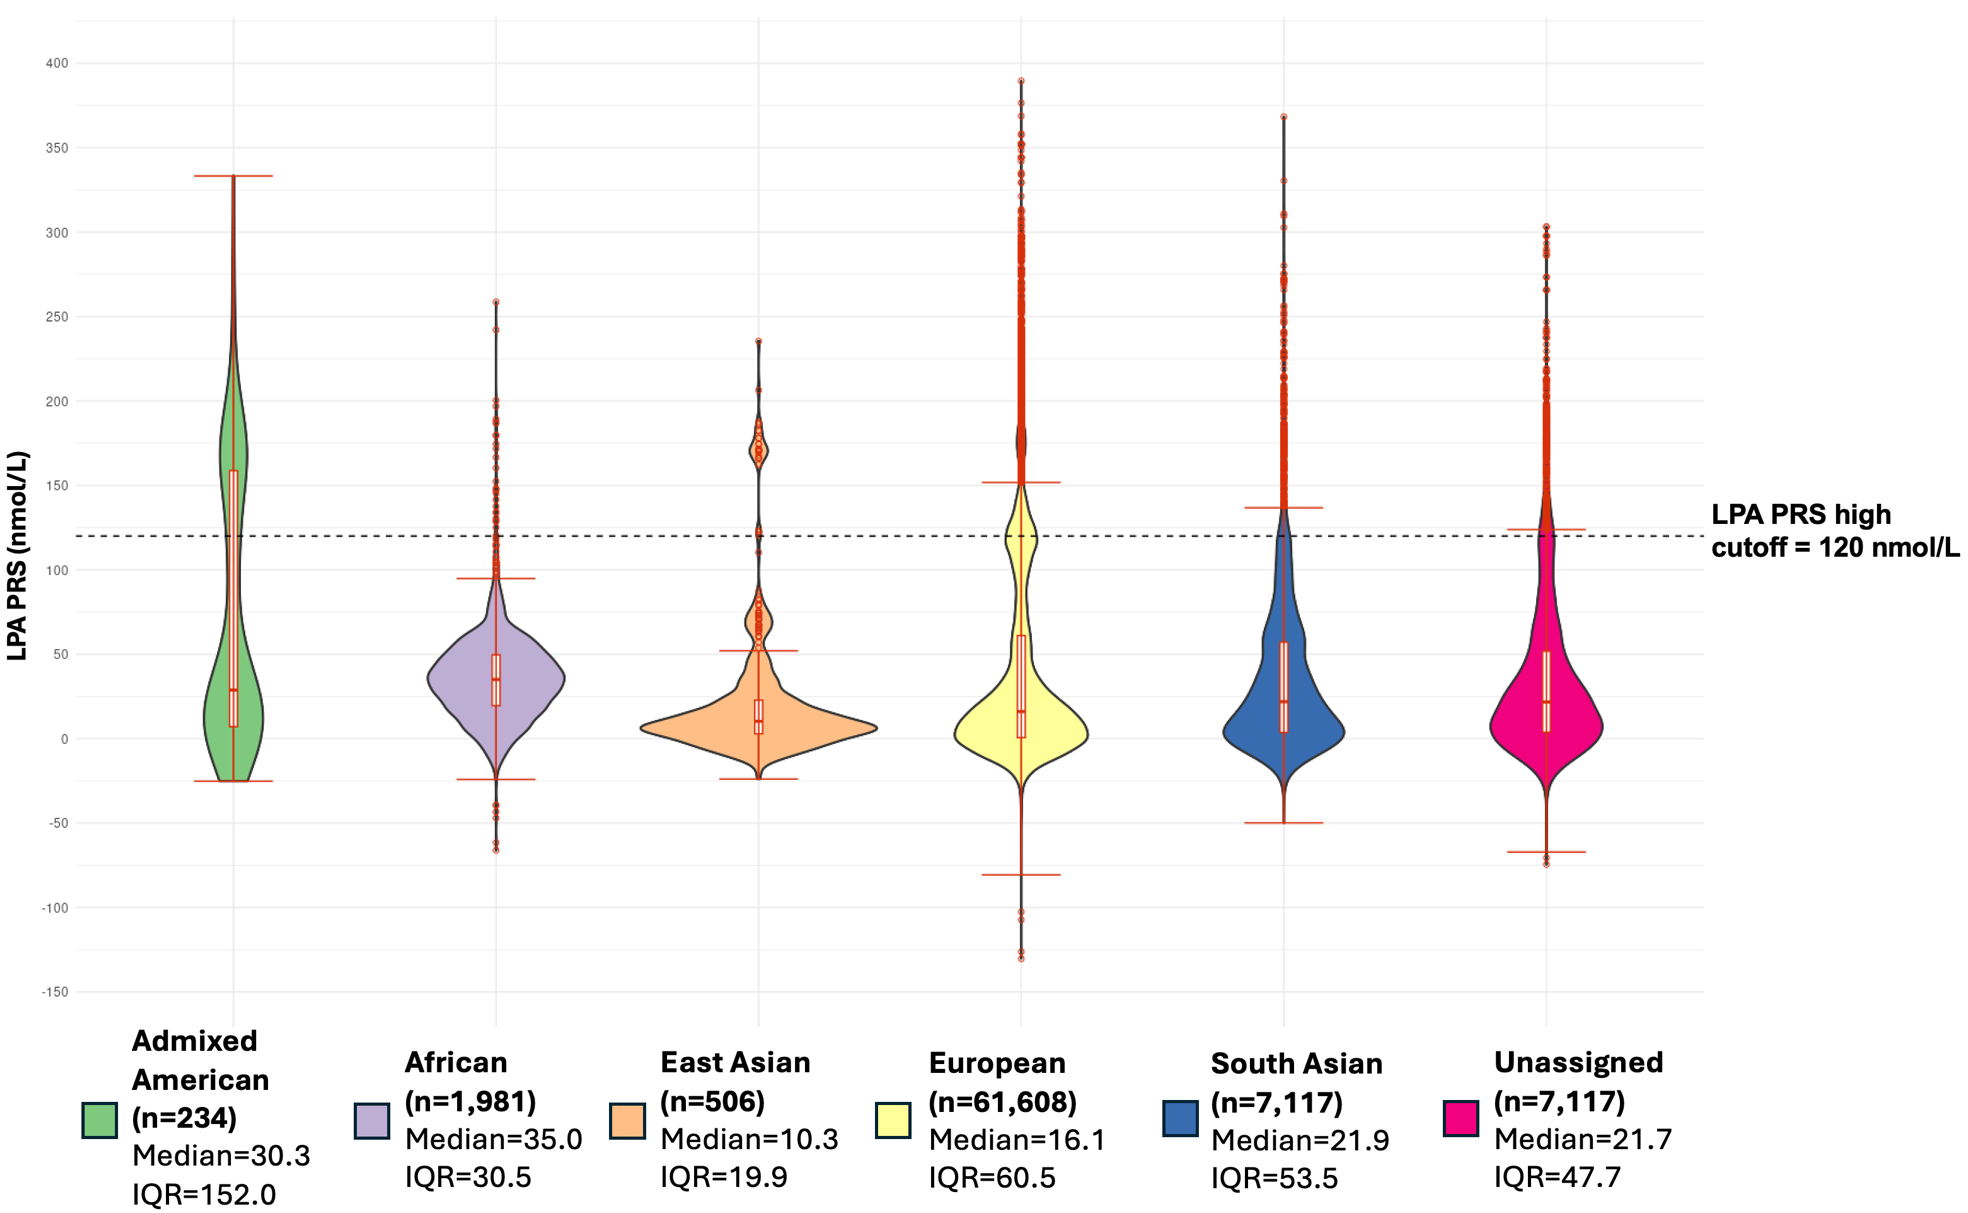 LPA PRS (nmol/L)
400
350
300
250
200
150
100
50
0
-50
-100
-150
LPA PRS high
cutoff = 120 nmol/L
Admixed
American
(n=234)
Median=30.3
IQR=152.0
African
(n=1,981)
Median=35.0
IQR=30.5
East Asian
(n=506)
Median=10.3
IQR=19.9
European
(n=61,608)
Median=16.1
IQR=60.5
South Asian
(n=7,117)
Median=21.9
IQR=53.5
Unassigned
(n=7,117)
Median=21.7
IQR=47.7